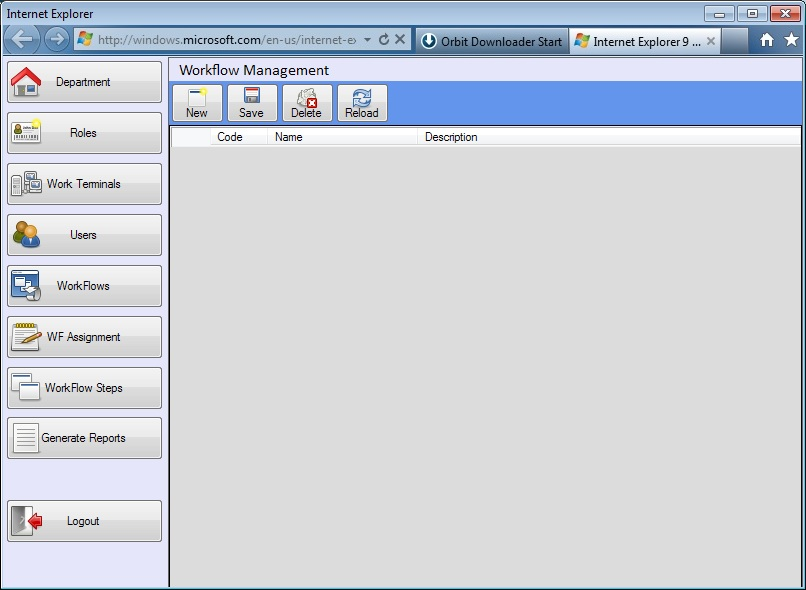 Internet Explorer
http://windows.microsoft.com/en-us/internet-ex
Orbit Downloader Start
Internet Explorer 9 ...
Department
Roles
Work Terminals
Users
WorkFlows
WF Assignment
WorkFlow Steps
Generate Reports
Logout
Workflow Management
New
Save
Delete
Reload
Code Name Description